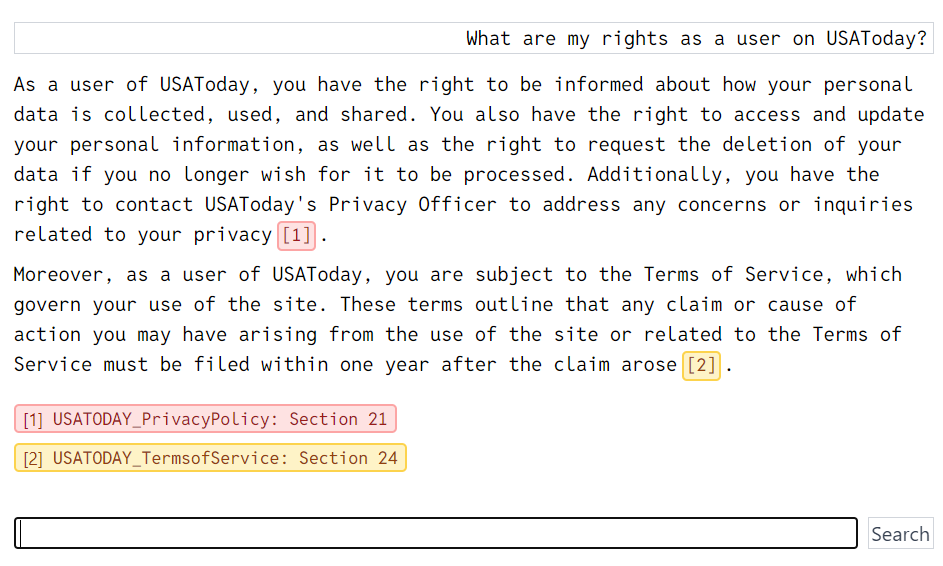 What are my rights as a user on USAToday?
As a user of USAToday, you have the right to be informed about how your personal
data is collected, used, and shared. You also have the right to access and update
your personal information, as well as the right to request the deletion of your
data if you no longer wish for it to be processed. Additionally, you have the
right to contact USAToday's Privacy Officer to address any concerns or inquiries
related to your privacy [1] .
Moreover, as a user of USAToday, you are subject to the Terms of Service, which
govern your use of the site. These terms outline that any claim or cause of
action you may have arising from the use of the site or related to the Terms of
Service must be filed within one year after the claim arose [2] .
[1] USATODAY_PrivacyPolicy: Section 21
[2] USATODAY_TermsofService: Section 24
Search